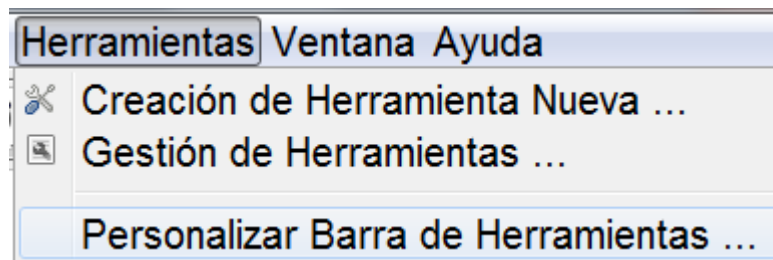 Herramientas Ventana Ayuda
Creación de Herramienta Nueva ...
Gestión de Herramientas ...
Personalizar Barra de Herramientas ...